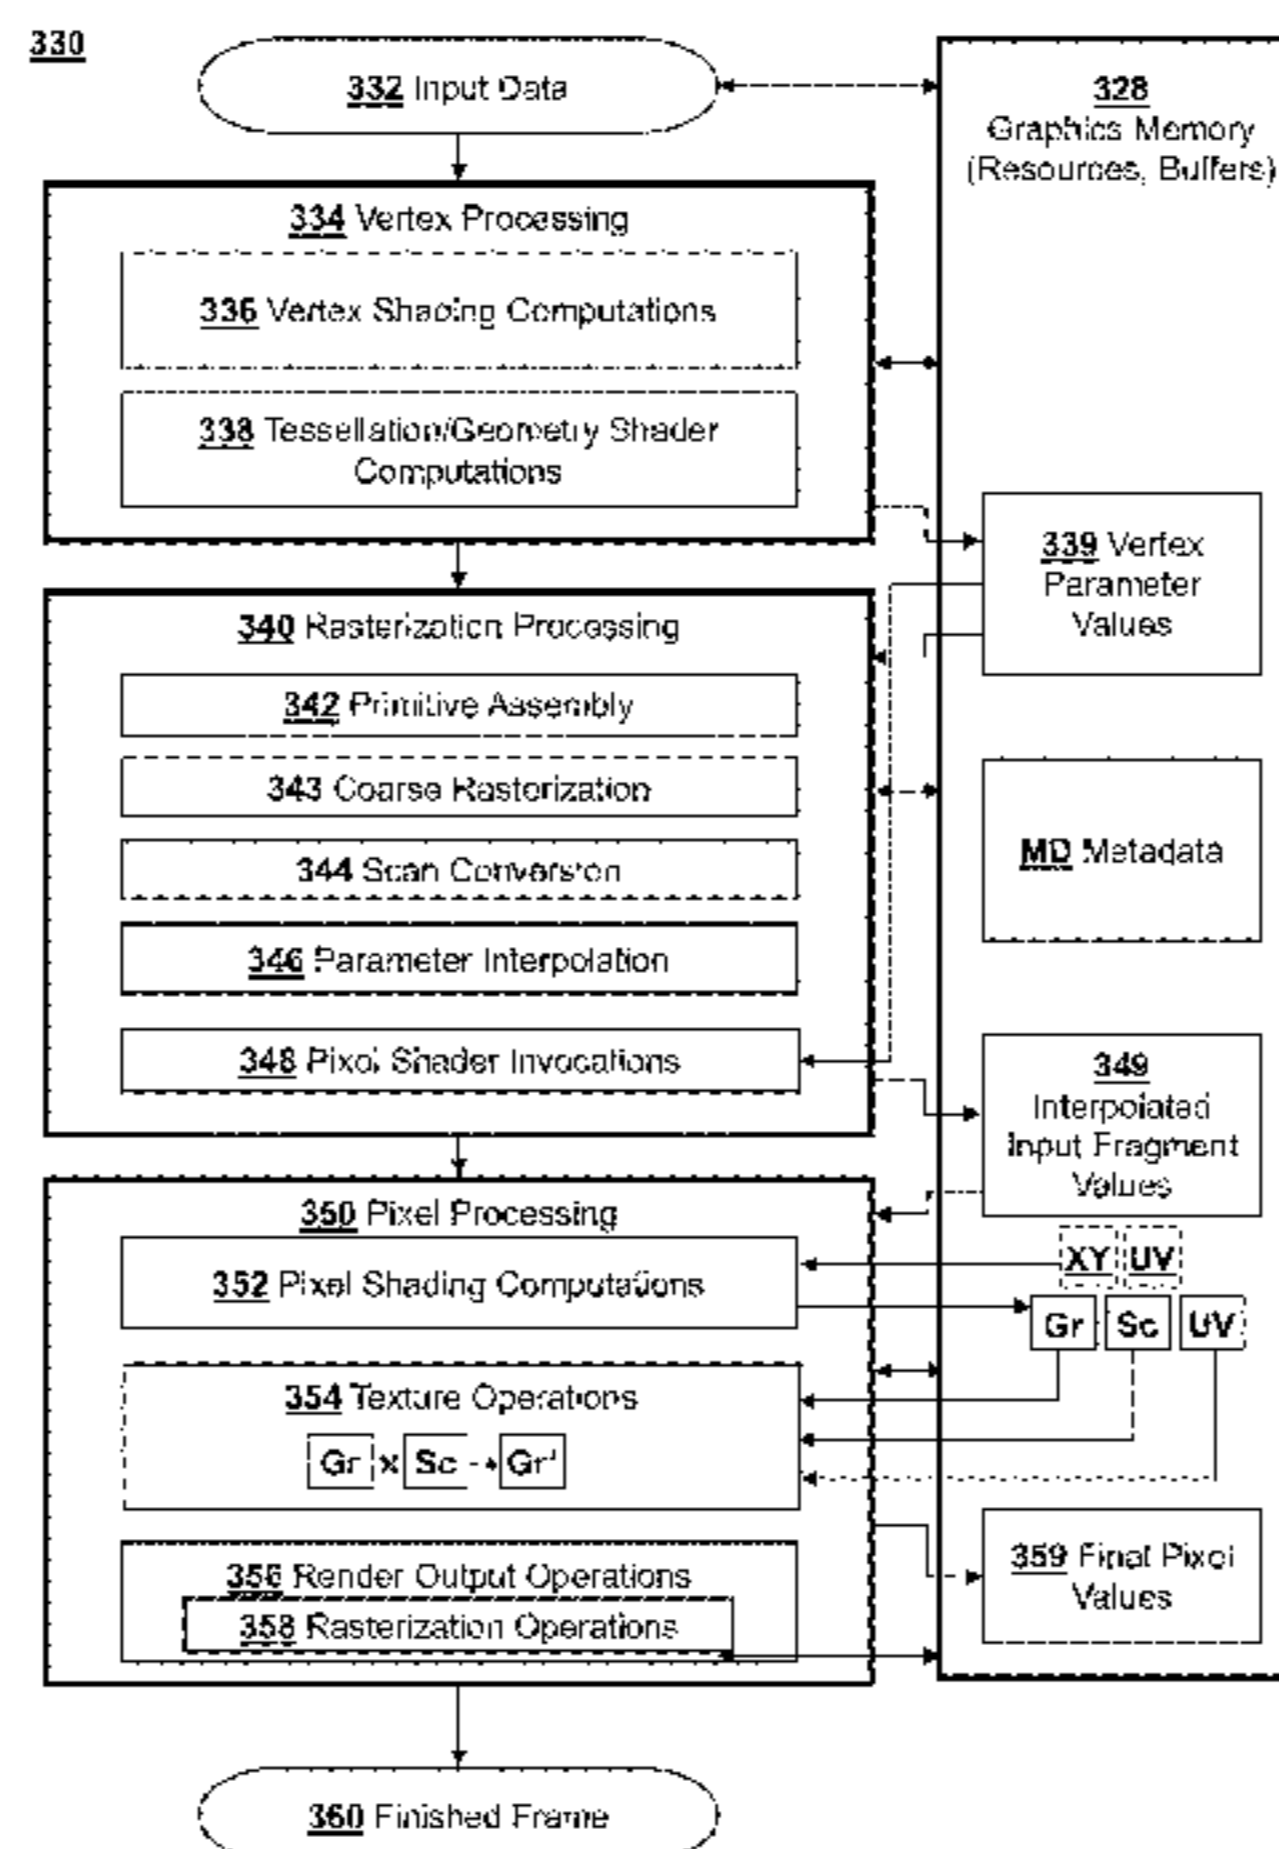 330
332 Input Data
328
Graphics Memory
(Resources, Buffers)
334 Vertex Processing
336 Vertex Shading Computations
338 Tessellation/Geometry Shader
Computations
339 Vertex
Parameter
Values
340 Rasterization Processing
342 Primitive Assembly
343 Coarse Rasterization
344 Scan Conversion
346 Parameter Interpolation
348 Pixel Shader Invocations
MD Metadata
349
Interpolated
Input Fragment
Values
350 Pixel Processing
352 Pixel Shading Computations
XY UV
Gr Sc UV
354 Texture Operations
Gr × Sc → Gr'
356 Render Output Operations
358 Rasterization Operations
359 Final Pixel
Values
360 Finished Frame